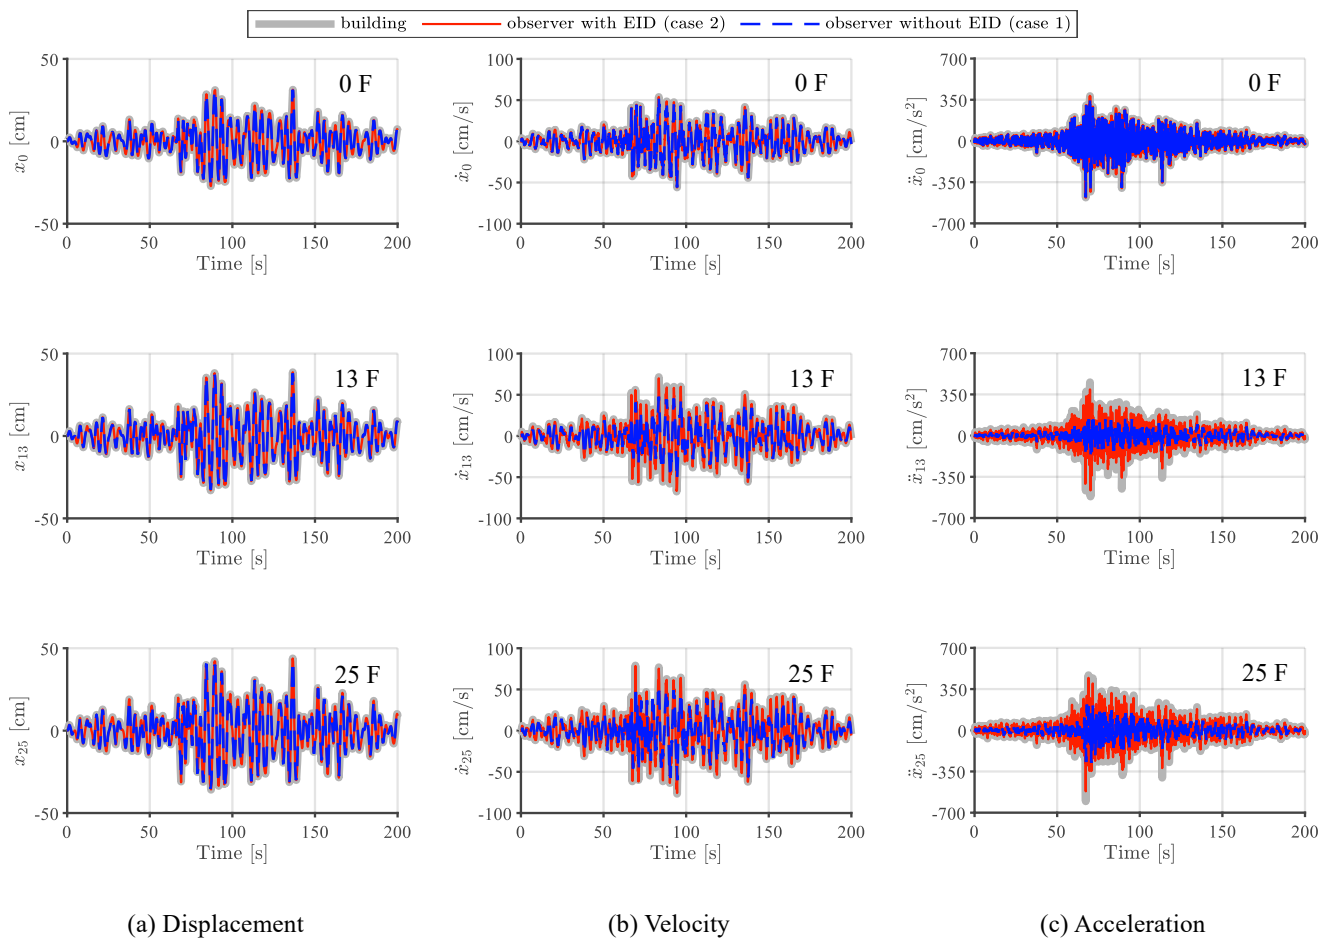 building observer with EID (case 2) observer without EID (case 1)
50
0
-50
x₀ [cm]
0 F
0 50 100 150 200
Time [s]
100
50
0
-50
-100
ẋ₀ [cm/s]
0 F
0 50 100 150 200
Time [s]
700
350
0
-350
-700
ẍ₀ [cm/s²]
0 F
0 50 100 150 200
Time [s]
50
0
-50
x₁₃ [cm]
13 F
0 50 100 150 200
Time [s]
100
50
0
-50
-100
ẋ₁₃ [cm/s]
13 F
0 50 100 150 200
Time [s]
700
350
0
-350
-700
ẍ₁₃ [cm/s²]
13 F
0 50 100 150 200
Time [s]
50
0
-50
x₂₅ [cm]
25 F
0 50 100 150 200
Time [s]
100
50
0
-50
-100
ẋ₂₅ [cm/s]
25 F
0 50 100 150 200
Time [s]
700
350
0
-350
-700
ẍ₂₅ [cm/s²]
25 F
0 50 100 150 200
Time [s]
(a) Displacement
(b) Velocity
(c) Acceleration